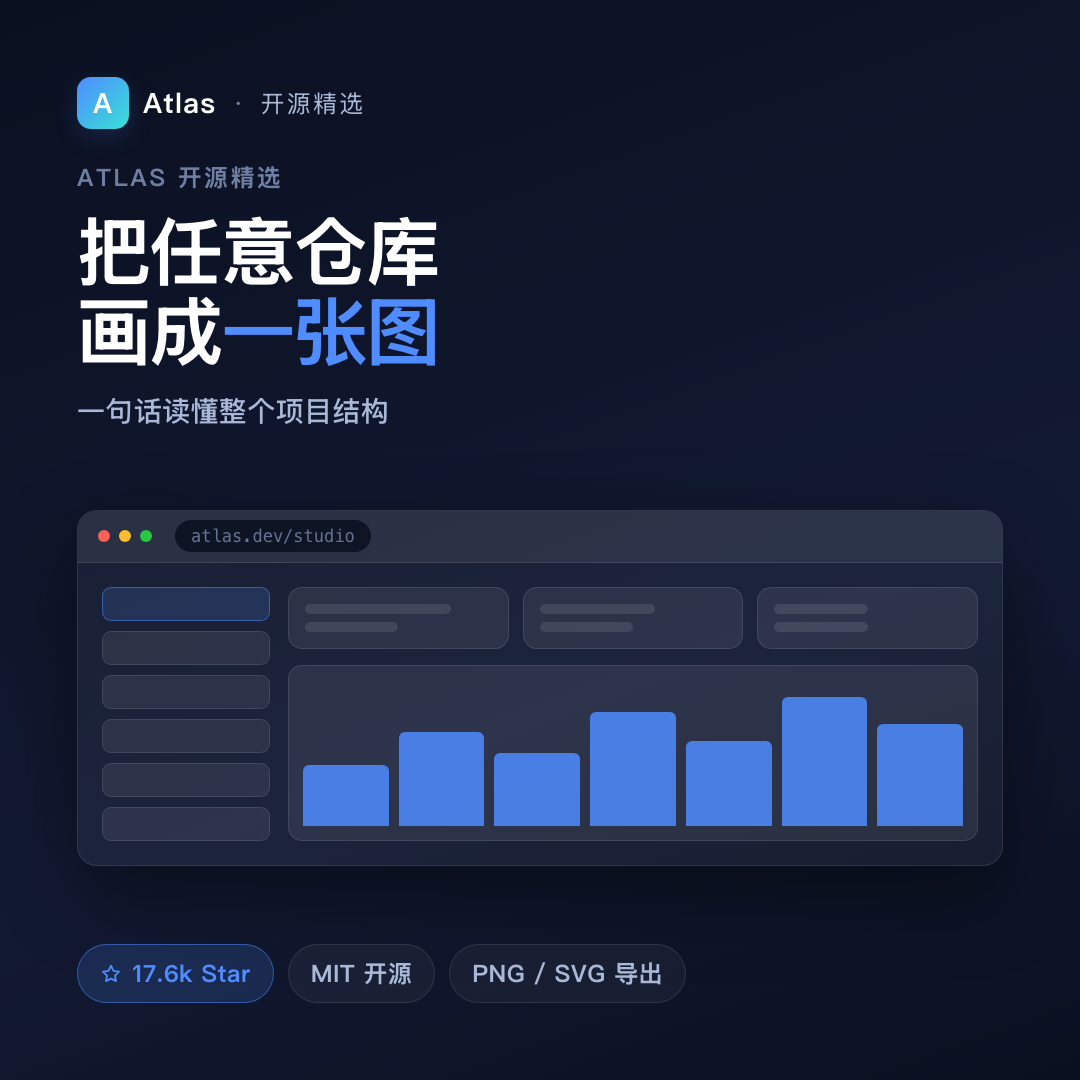 A Atlas · 开源精选
ATLAS 开源精选
把任意仓库
画成一张图
一句话读懂整个项目结构
atlas.dev/studio
17.6k Star
MIT 开源
PNG / SVG 导出